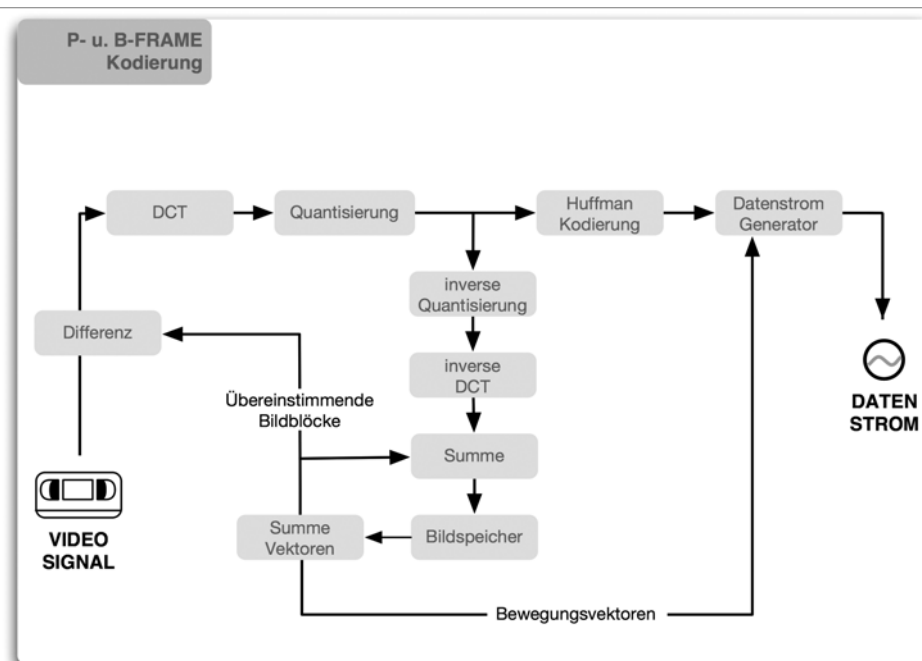 P- u. B-FRAME
Kodierung
DCT
Quantisierung
Huffman
Kodierung
Datenstrom
Generator
inverse
Quantisierung
Differenz
inverse
DCT
DATEN
STROM
Übereinstimmende
Bildblöcke
Summe
VIDEO
SIGNAL
Summe
Vektoren
Bildspeicher
Bewegungsvektoren